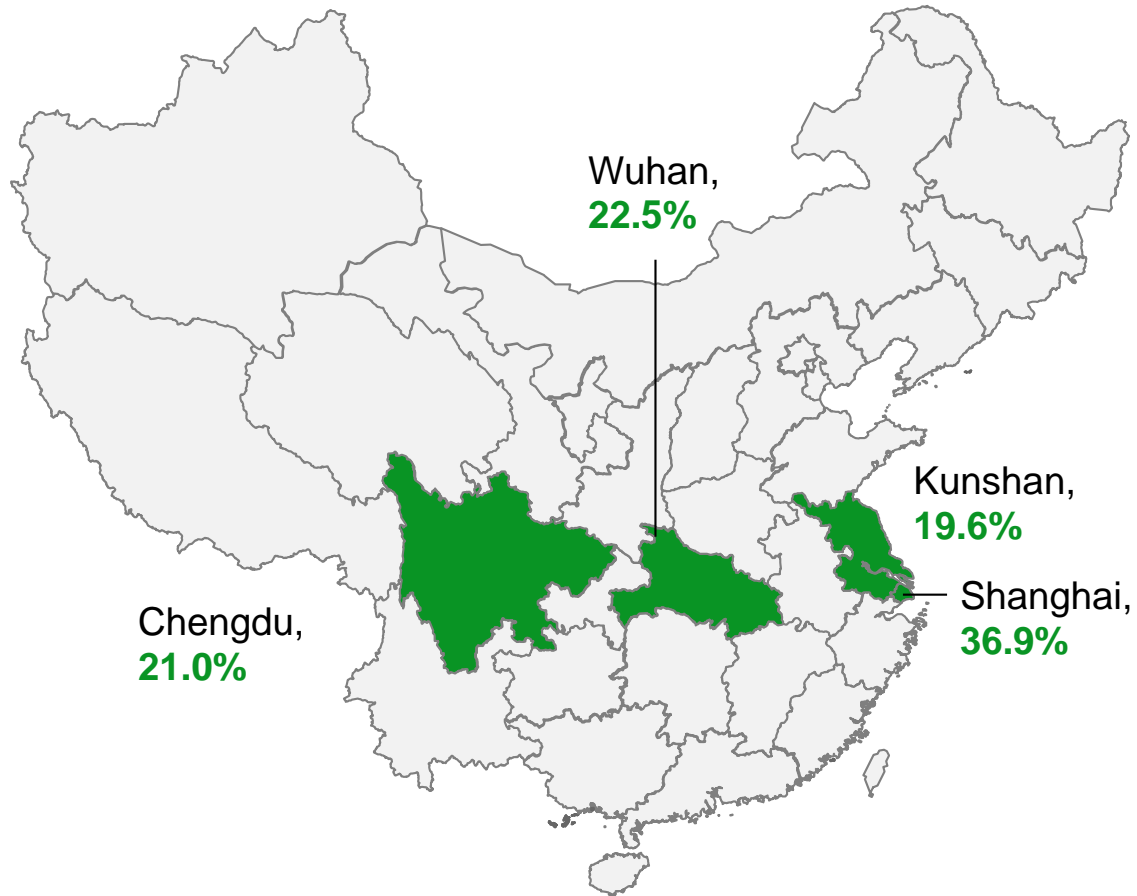 Wuhan,
22.5%
Kunshan,
19.6%
Shanghai,
36.9%
Chengdu,
21.0%